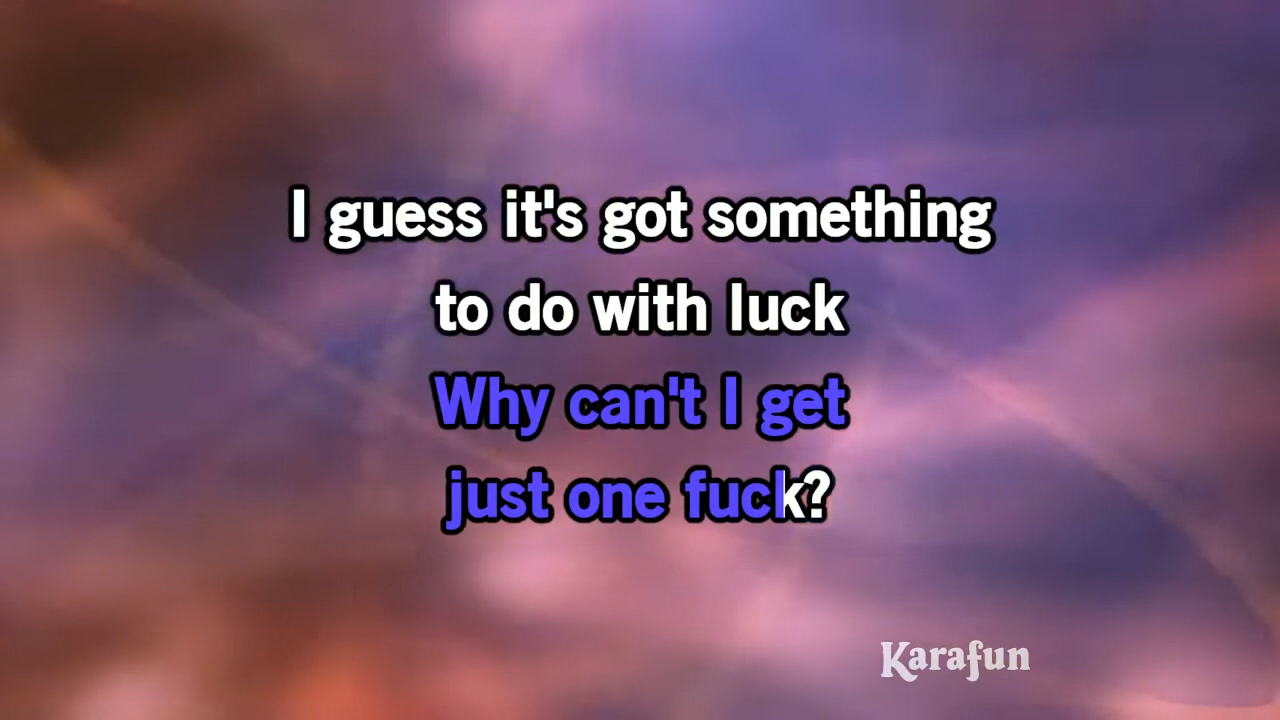 I guess it's got something
to do with luck
Why can't I get
just one fuck?
Karafun